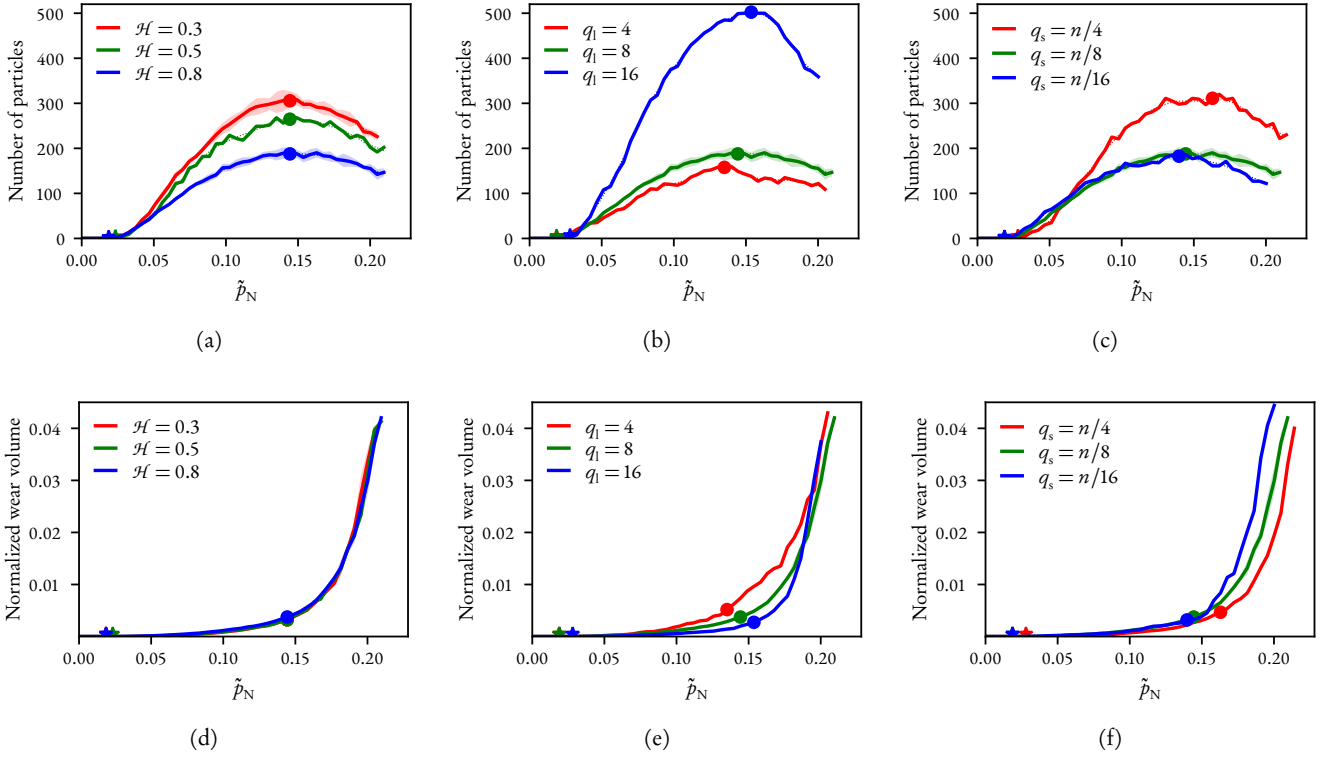 500
400
300
200
100
0
Number of particles
ℋ = 0.3
ℋ = 0.5
ℋ = 0.8
0.00 0.05 0.10 0.15 0.20
p̃N
(a)
500
400
300
200
100
0
Number of particles
ql = 4
ql = 8
ql = 16
0.00 0.05 0.10 0.15 0.20
p̃N
(b)
500
400
300
200
100
0
Number of particles
qs = n/4
qs = n/8
qs = n/16
0.00 0.05 0.10 0.15 0.20
p̃N
(c)
0.04
0.03
0.02
0.01
Normalized wear volume
ℋ = 0.3
ℋ = 0.5
ℋ = 0.8
0.00 0.05 0.10 0.15 0.20
p̃N
(d)
0.04
0.03
0.02
0.01
Normalized wear volume
ql = 4
ql = 8
ql = 16
0.00 0.05 0.10 0.15 0.20
p̃N
(e)
0.04
0.03
0.02
0.01
Normalized wear volume
qs = n/4
qs = n/8
qs = n/16
0.00 0.05 0.10 0.15 0.20
p̃N
(f)